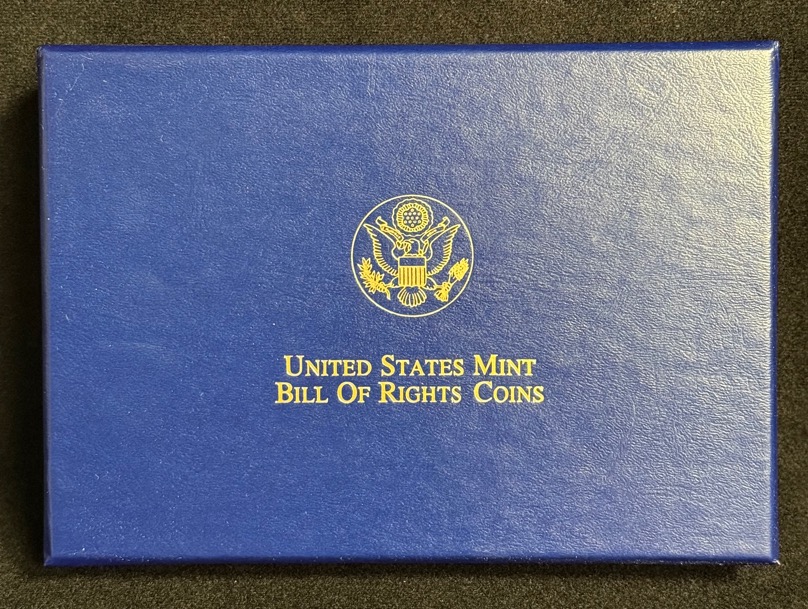 United States Mint
Bill Of Rights Coins